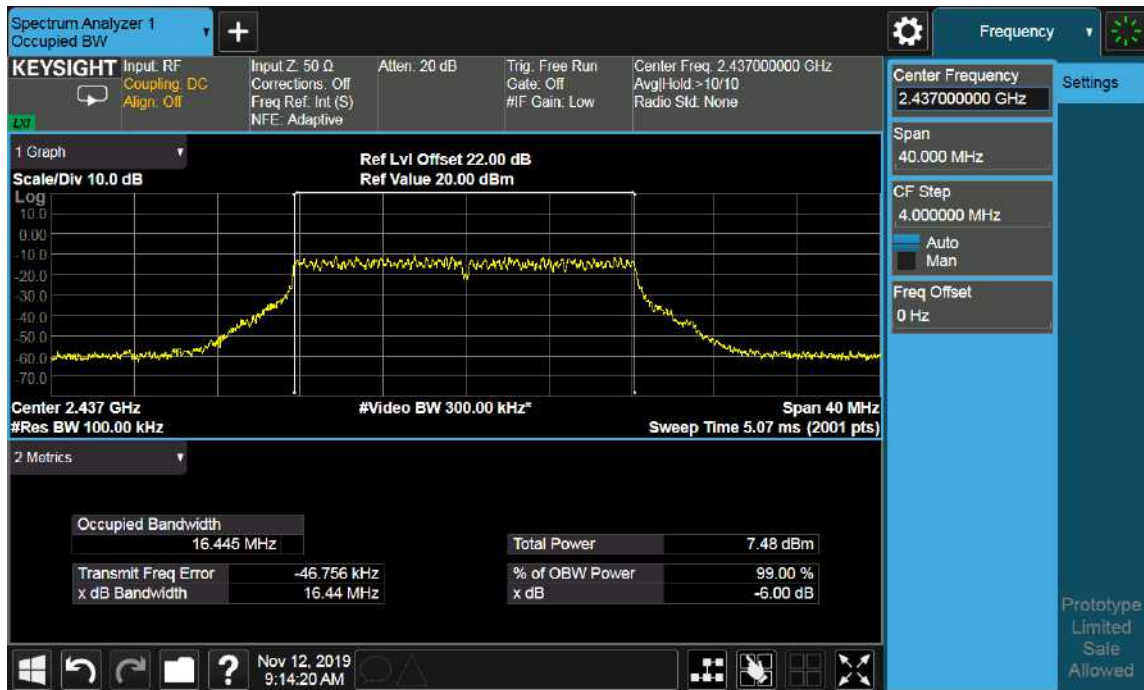 Spectrum Analyzer 1
Occupied BW
+
Frequency
KEYSIGHT
LXI
Input: RF
Coupling: DC
Align: Off
Input Z: 50 Ω
Corrections: Off
Freq Ref: Int (S)
NFE: Adaptive
Atten: 20 dB
Trig: Free Run
Gate: Off
#IF Gain: Low
Center Freq: 2.437000000 GHz
Avg|Hold:>10/10
Radio Std: None
Center Frequency
2.437000000 GHz
Settings
Span
40.000 MHz
CF Step
4.000000 MHz
Auto
Man
Freq Offset
0 Hz
1 Graph
Scale/Div 10.0 dB
Ref Lvl Offset 22.00 dB
Ref Value 20.00 dBm
Log
10.0
0.00
-10.0
-20.0
-30.0
-40.0
-50.0
-60.0
-70.0
Center 2.437 GHz
#Res BW 100.00 kHz
#Video BW 300.00 kHz*
Span 40 MHz
Sweep Time 5.07 ms (2001 pts)
2 Metrics
Occupied Bandwidth
16.445 MHz
Transmit Freq Error -46.756 kHz
x dB Bandwidth 16.44 MHz
Total Power 7.48 dBm
% of OBW Power 99.00 %
x dB -6.00 dB
Prototype
Limited
Sale
Allowed
?
Nov 12, 2019
9:14:20 AM